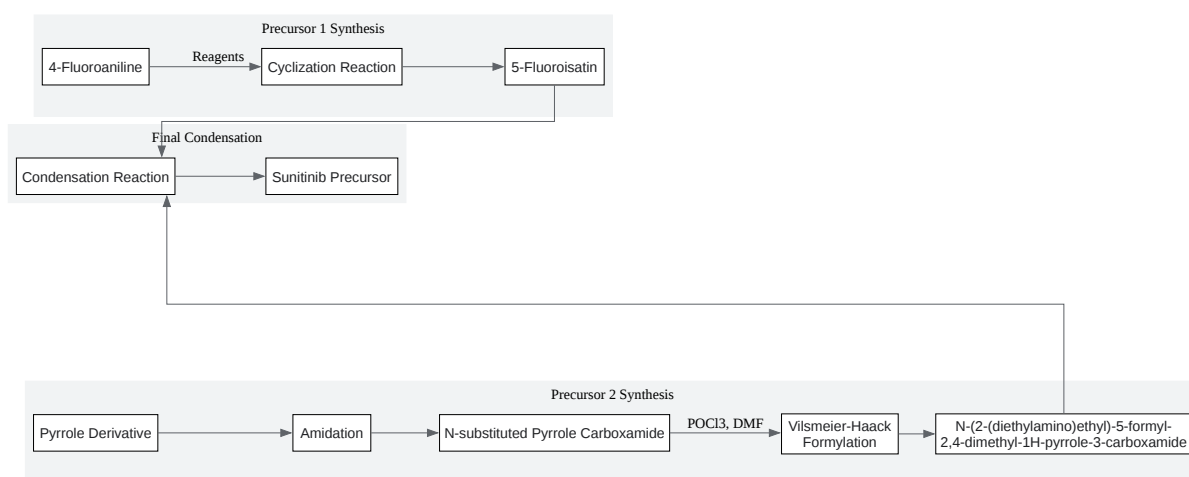 Precursor 1 Synthesis
4-Fluoroaniline
Reagents
Cyclization Reaction
5-Fluoroisatin
Final Condensation
Condensation Reaction
Sunitinib Precursor
Precursor 2 Synthesis
Pyrrole Derivative
Amidation
N-substituted Pyrrole Carboxamide
POCl3, DMF
Vilsmeier-Haack
Formylation
N-(2-(diethylamino)ethyl)-5-formyl-
2,4-dimethyl-1H-pyrrole-3-carboxamide